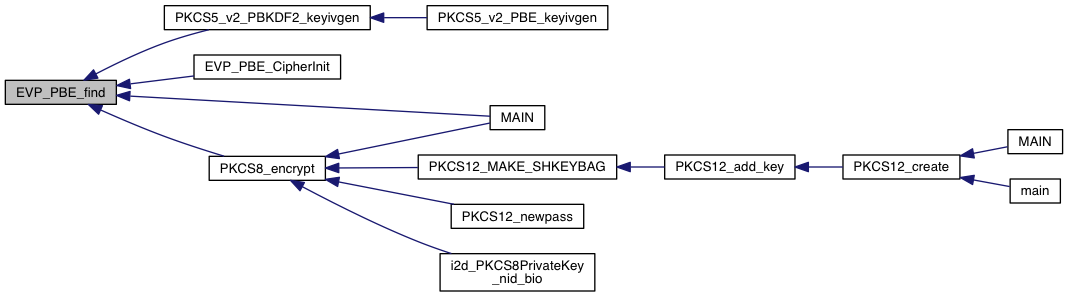 PKCS5_v2_PBKDF2_keyivgen
PKCS5_v2_PBE_keyivgen
EVP_PBE_CipherInit
EVP_PBE_find
MAIN
PKCS8_encrypt
PKCS12_MAKE_SHKEYBAG
PKCS12_add_key
PKCS12_create
MAIN
main
PKCS12_newpass
i2d_PKCS8PrivateKey
_nid_bio